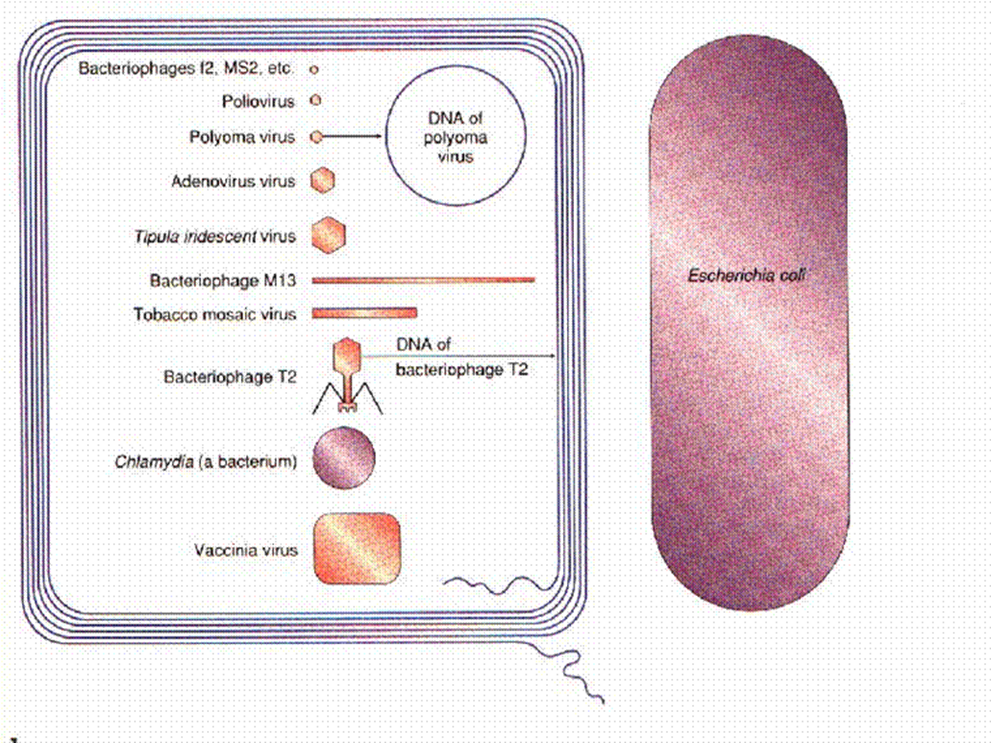 Bacteriophages f2, MS2, etc.
Poliovirus
Polyoma virus
DNA of
polyoma
virus
Adenovirus virus
Tipula iridescent virus
Bacteriophage M13
Tobacco mosaic virus
Bacteriophage T2
DNA of
bacteriophage T2
Chlamydia (a bacterium)
Vaccinia virus
Escherichia coli